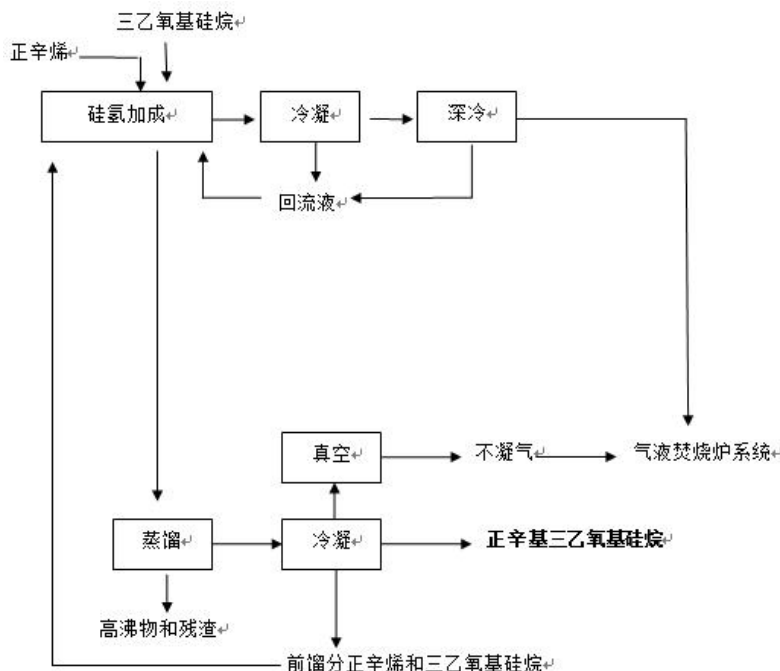 三乙氧基硅烷↵
正辛烯↵
硅氢加成↵
冷凝↵
深冷↵
回流液↵
真空↵
不凝气↵
气液焚烧炉系统↵
蒸馏↵
冷凝↵
正辛基三乙氧基硅烷↵
高沸物和残渣↵
前馏分正辛烯和三乙氧基硅烷↵